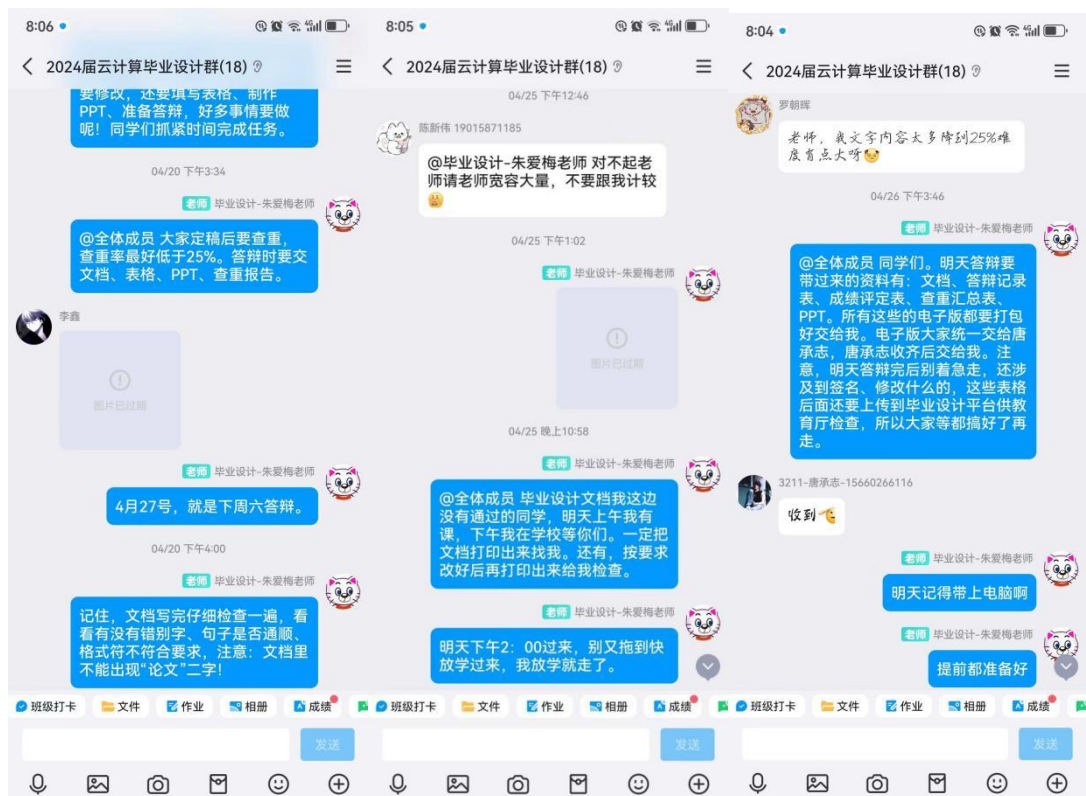 8:06
4G
2024届云计算毕业设计群(18)
要修改，还要填写表格、制作
PPT、准备答辩，好多事情要做
呢！同学们抓紧时间完成任务。
04/20 下午3:34
老师 毕业设计-朱爱梅老师
@全体成员 大家定稿后要查重，
查重率最好低于25%。答辩时要交
文档、表格、PPT、查重报告。
李鑫
图片已过期
老师 毕业设计-朱爱梅老师
4月27号，就是下周六答辩。
04/20 下午4:00
老师 毕业设计-朱爱梅老师
记住，文档写完仔细检查一遍，看
看有没有错别字、句子是否通顺、
格式符不符合要求，注意：文档里
不能出现“论文”二字！
班级打卡 文件 作业 相册 成绩
发送
8:05
4G
2024届云计算毕业设计群(18)
04/25 下午12:46
陈新伟 19015871185
@毕业设计-朱爱梅老师 对不起老
师请老师宽容大量，不要跟我计较
04/25 下午1:02
老师 毕业设计-朱爱梅老师
图片已过期
04/25 晚上10:58
老师 毕业设计-朱爱梅老师
@全体成员 毕业设计文档我这边
没有通过的同学，明天上午我有
课，下午我在学校等你们。一定把
文档打印出来找我。还有，按要求
改好后再打印出来给我检查。
老师 毕业设计-朱爱梅老师
明天下午2：00过来，别又拖到快
放学过来，我放学就走了。
班级打卡 文件 作业 相册 成绩
发送
8:04
4G
2024届云计算毕业设计群(18)
罗朝晖
老师，我文字内容太多降到25%难
度有点大呀
04/26 下午3:46
老师 毕业设计-朱爱梅老师
@全体成员 同学们。明天答辩要
带过来的资料有：文档、答辩记录
表、成绩评定表、查重汇总表、
PPT。所有这些的电子版都要打包
好交给我。电子版大家统一交给唐
承志，唐承志收齐后交给我。注
意，明天答辩完后别着急走，还涉
及到签名、修改什么的，这些表格
后面还要上传到毕业设计平台供教
育厅检查，所以大家等都搞好了再
走。
3211-唐承志-15660266116
收到
老师 毕业设计-朱爱梅老师
明天记得带上电脑啊
老师 毕业设计-朱爱梅老师
提前都准备好
班级打卡 文件 作业 相册 成绩
发送